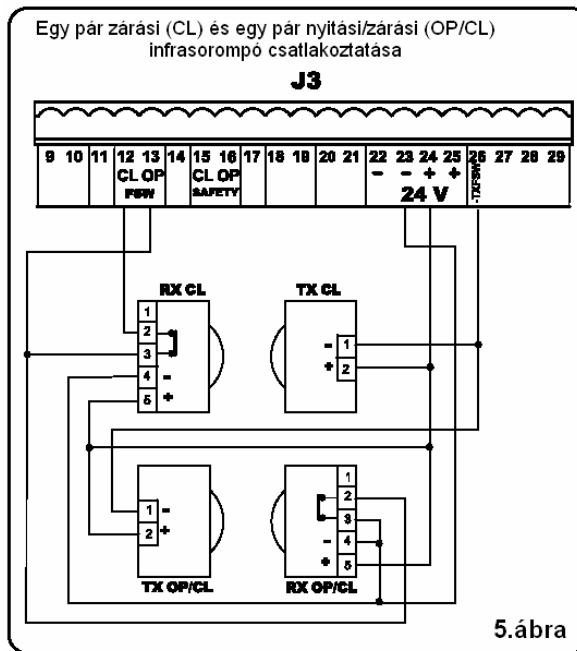 Egy pár zárási (CL) és egy pár nyitási/zárási (OP/CL)
infrasorompó csatlakoztatása
J3
9 10 11 12 13 14 15 16 17 18 19 20 21 22 23 24 25 26 27 28 29
CL OP CL OP - - + + -TXFSW
FSW SAFETY 24 V
RX CL TX CL
1
2
3
4 -
5 +
- 1
+ 2
1 -
2 +
1
2
3
- 4
+ 5
TX OP/CL RX OP/CL
5.ábra